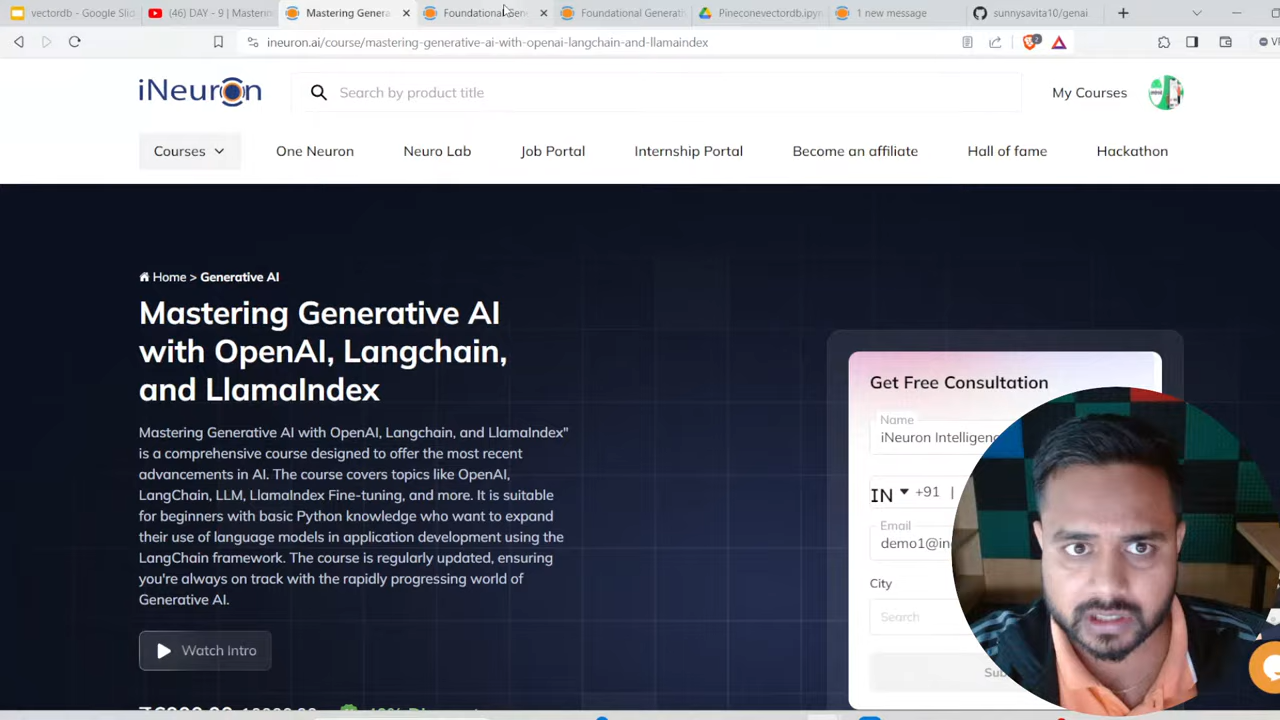 vectordb - Google Slid
(46) DAY - 9 | Masterin
Mastering Genera
Foundational Gene
Foundational Generati
Pineconevectordb.ipyn
1 new message
sunnysavita10/genai
ineuron.ai/course/mastering-generative-ai-with-openai-langchain-and-llamaindex
2
VP
iNeuron
Search by product title
My Courses
Courses
One Neuron
Neuro Lab
Job Portal
Internship Portal
Become an affiliate
Hall of fame
Hackathon
Home > Generative AI
Mastering Generative AI
with OpenAI, Langchain,
and LlamaIndex
Mastering Generative AI with OpenAI, Langchain, and LlamaIndex"
is a comprehensive course designed to offer the most recent
advancements in AI. The course covers topics like OpenAI,
LangChain, LLM, LlamaIndex Fine-tuning, and more. It is suitable
for beginners with basic Python knowledge who want to expand
their use of language models in application development using the
LangChain framework. The course is regularly updated, ensuring
you're always on track with the rapidly progressing world of
Generative AI.
Watch Intro
Get Free Consultation
Name
iNeuron Intelligenc
IN +91 |
Email
demo1@in
City
Search
Su